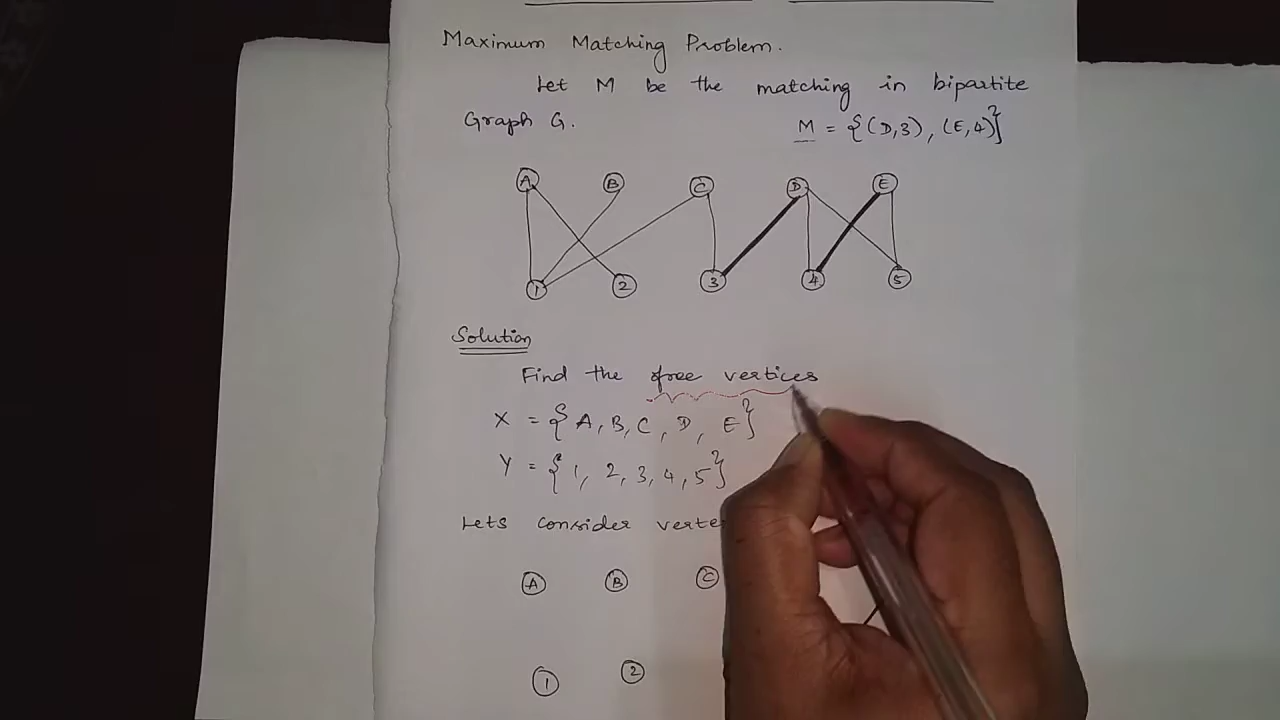 Maximum Matching Problem.
Let M be the matching in bipartite
Graph G. M = {(D,3), (E,4)}
A B C D E
1 2 3 4 5
Solution
Find the free vertices
X = {A, B, C, D, E}
Y = {1, 2, 3, 4, 5}
Lets consider
A B C
1 2